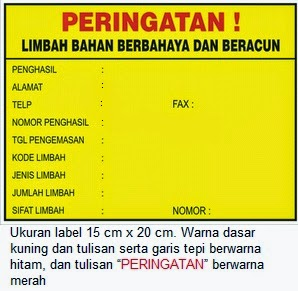 PERINGATAN !
LIMBAH BAHAN BERBAHAYA DAN BERACUN
PENGHASIL :
ALAMAT :
TELP : FAX :
NOMOR PENGHASIL :
TGL PENGEMASAN :
KODE LIMBAH :
JENIS LIMBAH :
JUMLAH LIMBAH :
SIFAT LIMBAH : NOMOR :
Ukuran label 15 cm x 20 cm. Warna dasar
kuning dan tulisan serta garis tepi berwarna
hitam, dan tulisan “PERINGATAN” berwarna
merah